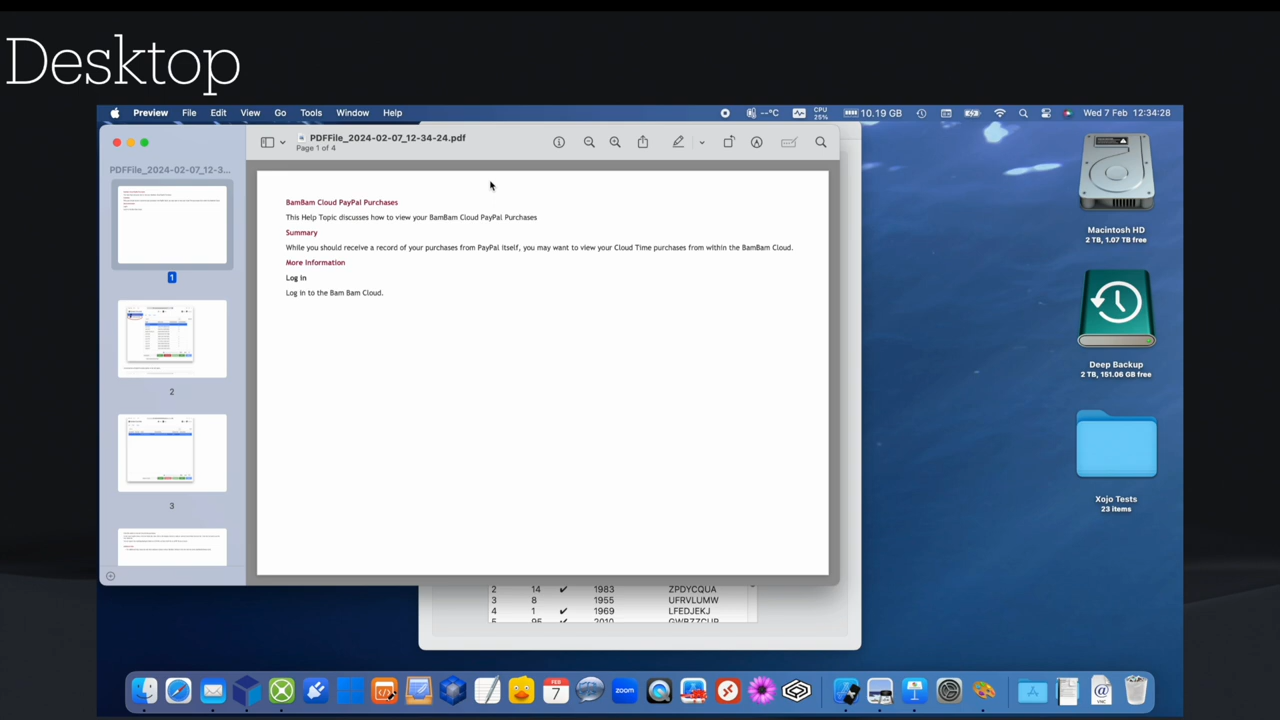 Desktop
Preview File Edit View Go Tools Window Help
--°C CPU 25% 10.19 GB Wed 7 Feb 12:34:28
PDFFile_2024-02-07_12-34-24.pdf
Page 1 of 4
PDFFile_2024-02-07_12-3...
1
2
3
BamBam Cloud PayPal Purchases
This Help Topic discusses how to view your BamBam Cloud PayPal Purchases
Summary
While you should receive a record of your purchases from PayPal itself, you may want to view your Cloud Time purchases from within the BamBam Cloud.
More Information
Log in
Log in to the Bam Bam Cloud.
Macintosh HD
2 TB, 1.07 TB free
Deep Backup
2 TB, 151.06 GB free
Xojo Tests
23 items
2 14 ✔ 1983 ZPDYCQUA
3 8 1955 UFRVLUMW
4 1 ✔ 1969 LFEDJEKJ
5 95 ✔ 2010 GWBZZCUP
FEB
7
zoom
VNC